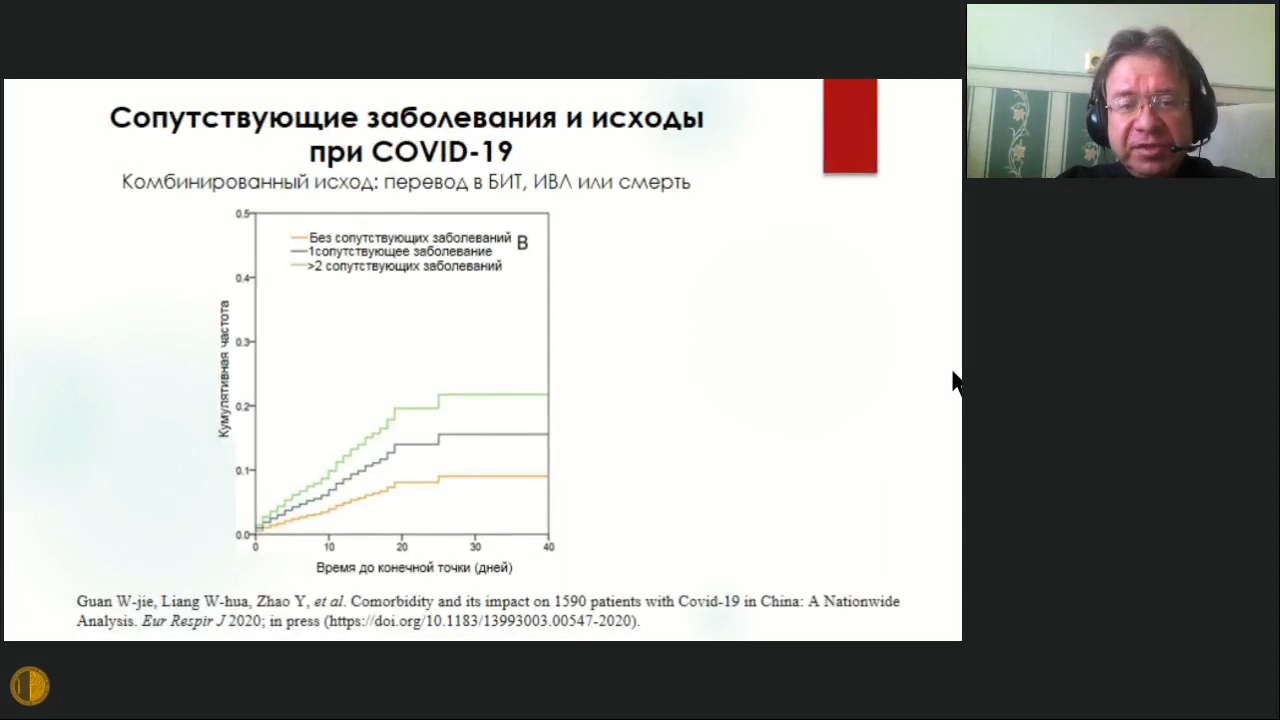 Сопутствующие заболевания и исходы
при COVID-19
Комбинированный исход: перевод в БИТ, ИВЛ или смерть
0.5
Без сопутствующих заболеваний
B
1сопутствующее заболевание
>2 сопутствующих заболеваний
0.4
0.3
0.2
0.1
0.0
Кумулятивная частота
0
10
20
30
40
Время до конечной точки (дней)
Guan W-jie, Liang W-hua, Zhao Y, et al. Comorbidity and its impact on 1590 patients with Covid-19 in China: A Nationwide
Analysis. Eur Respir J 2020; in press (https://doi.org/10.1183/13993003.00547-2020).